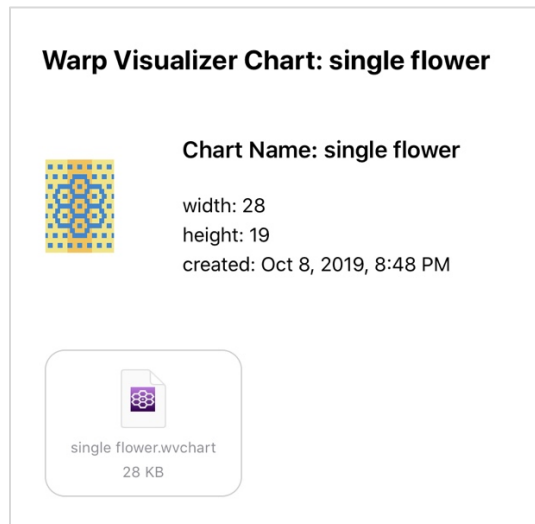 Warp Visualizer Chart: single flower
Chart Name: single flower
width: 28
height: 19
created: Oct 8, 2019, 8:48 PM
single flower.wvchart
28 KB